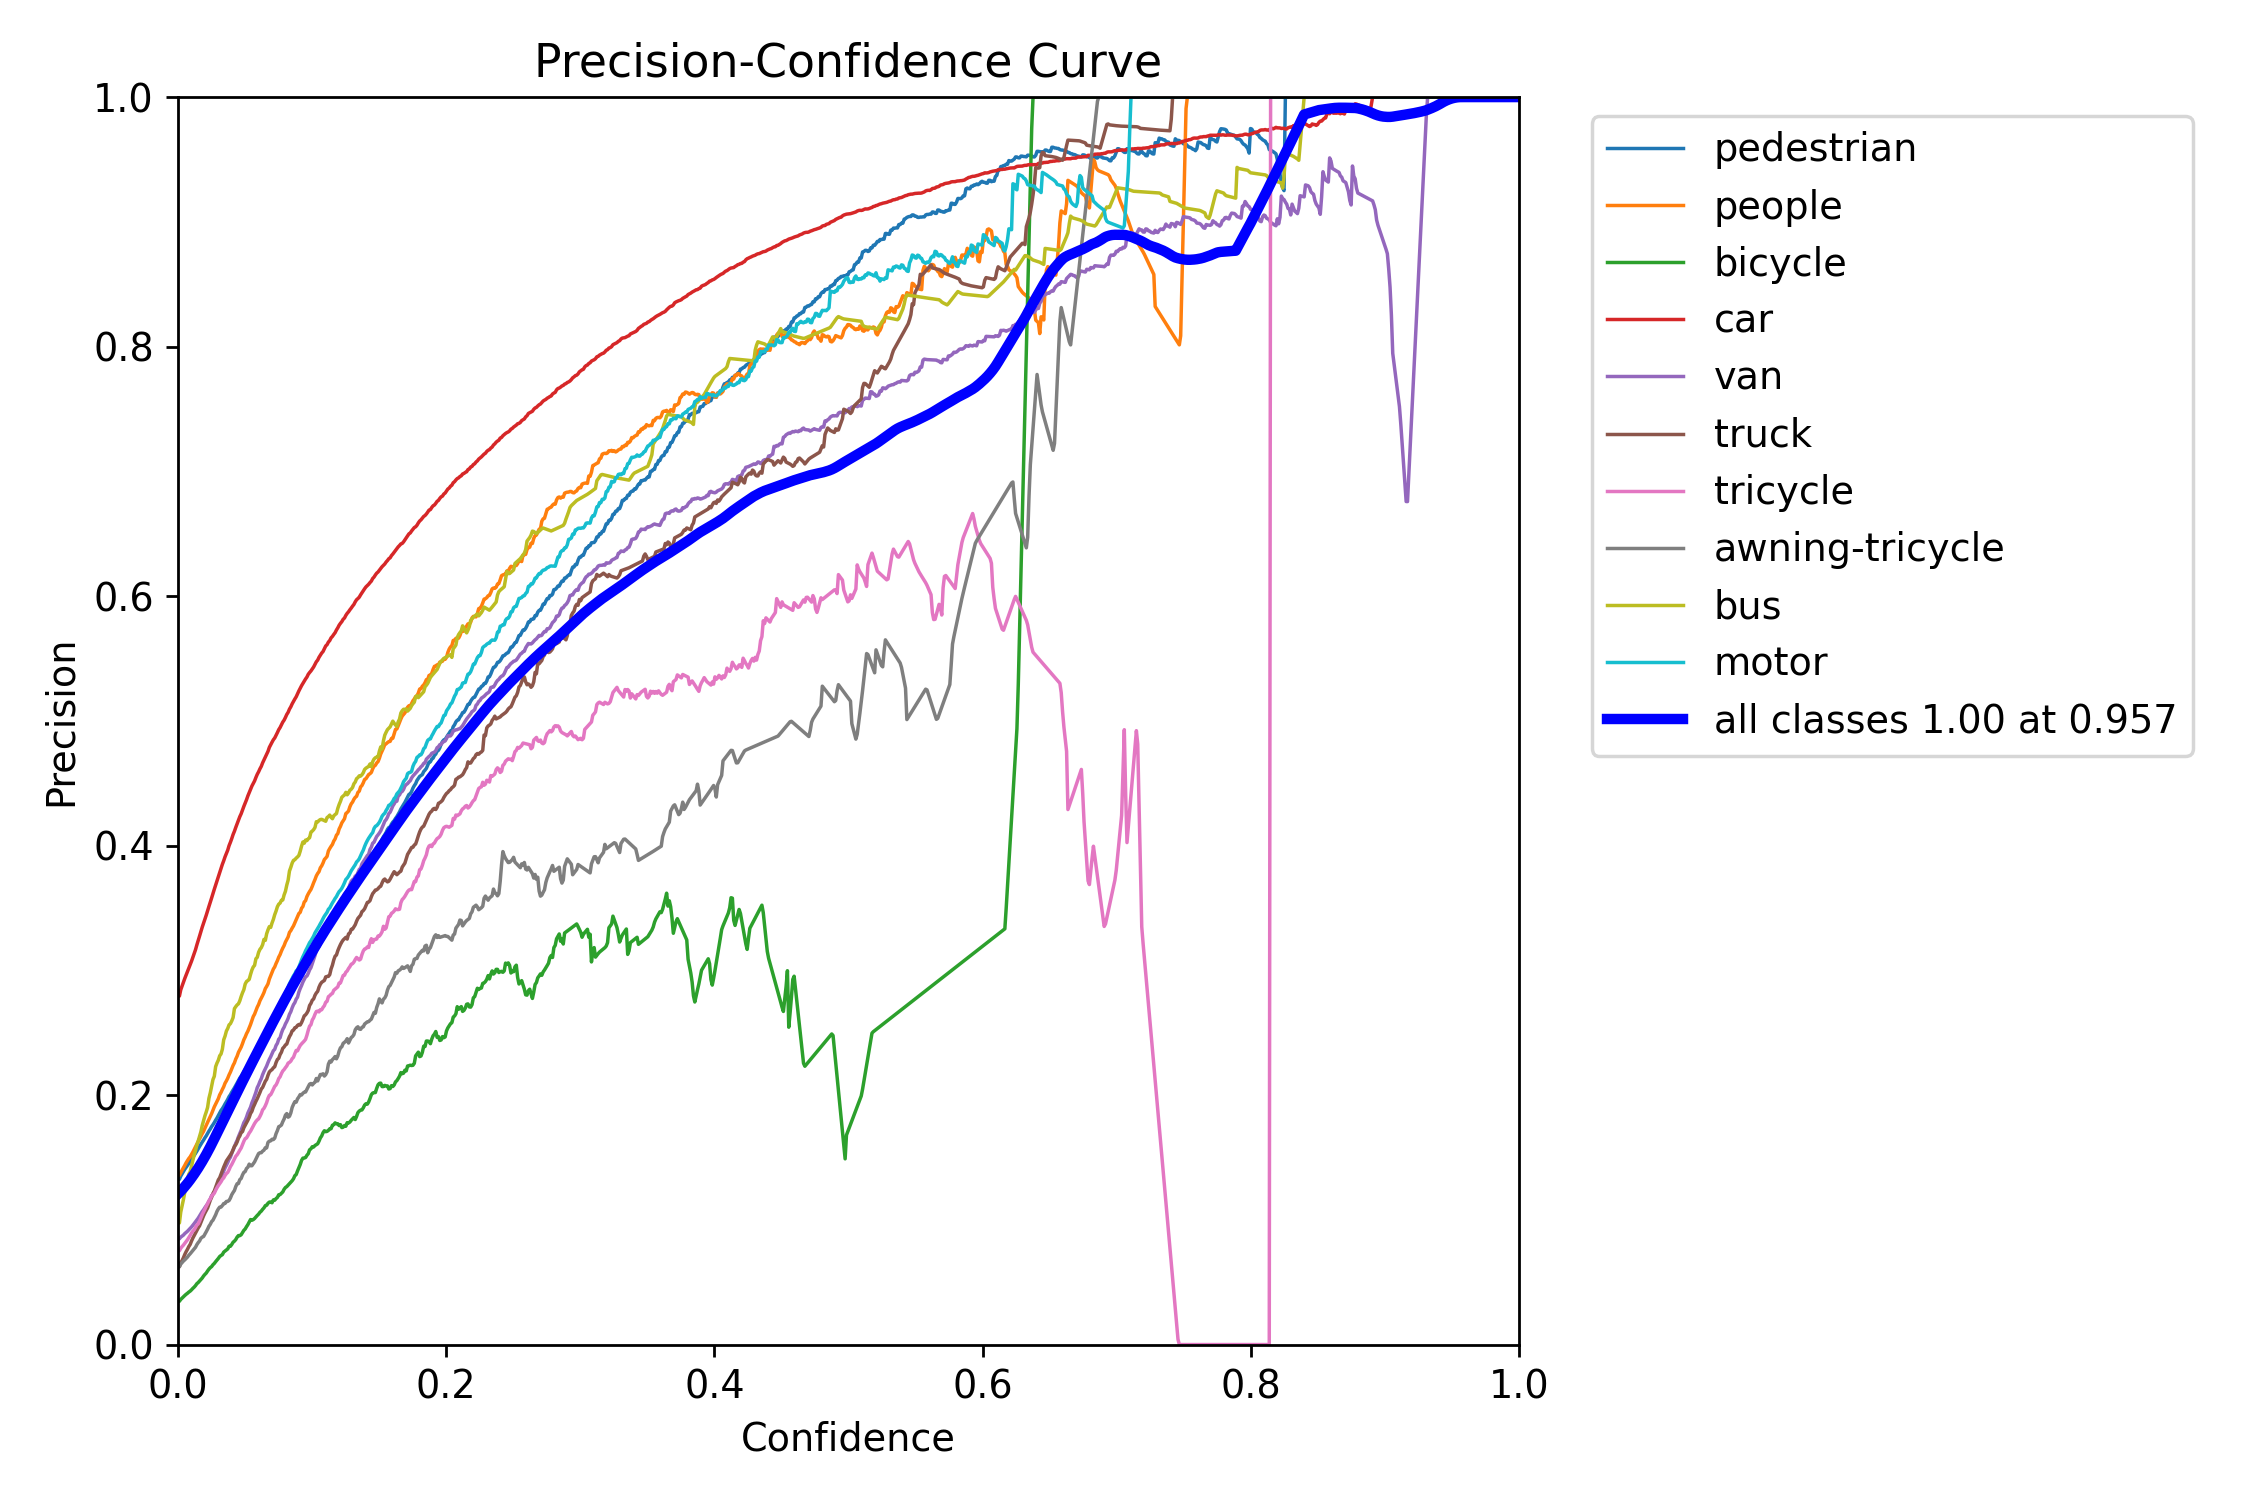 Precision-Confidence Curve
1.0
0.8
0.6
0.4
0.2
0.0
Precision
0.0 0.2 0.4 0.6 0.8 1.0
Confidence
pedestrian
people
bicycle
car
van
truck
tricycle
awning-tricycle
bus
motor
all classes 1.00 at 0.957